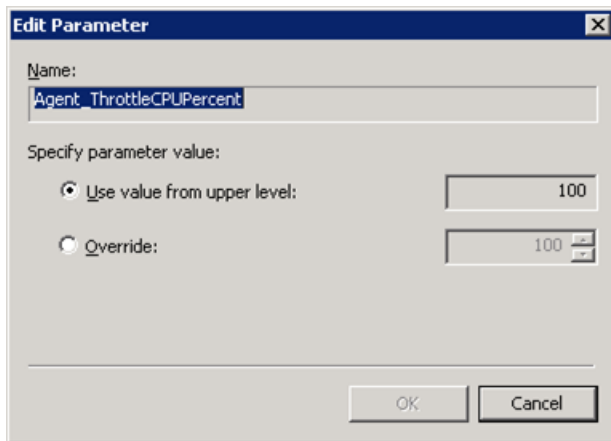 Edit Parameter
Name:
Agent_ThrottleCPUPercent
Specify parameter value:
Use value from upper level: 100
Override: 100
OK Cancel